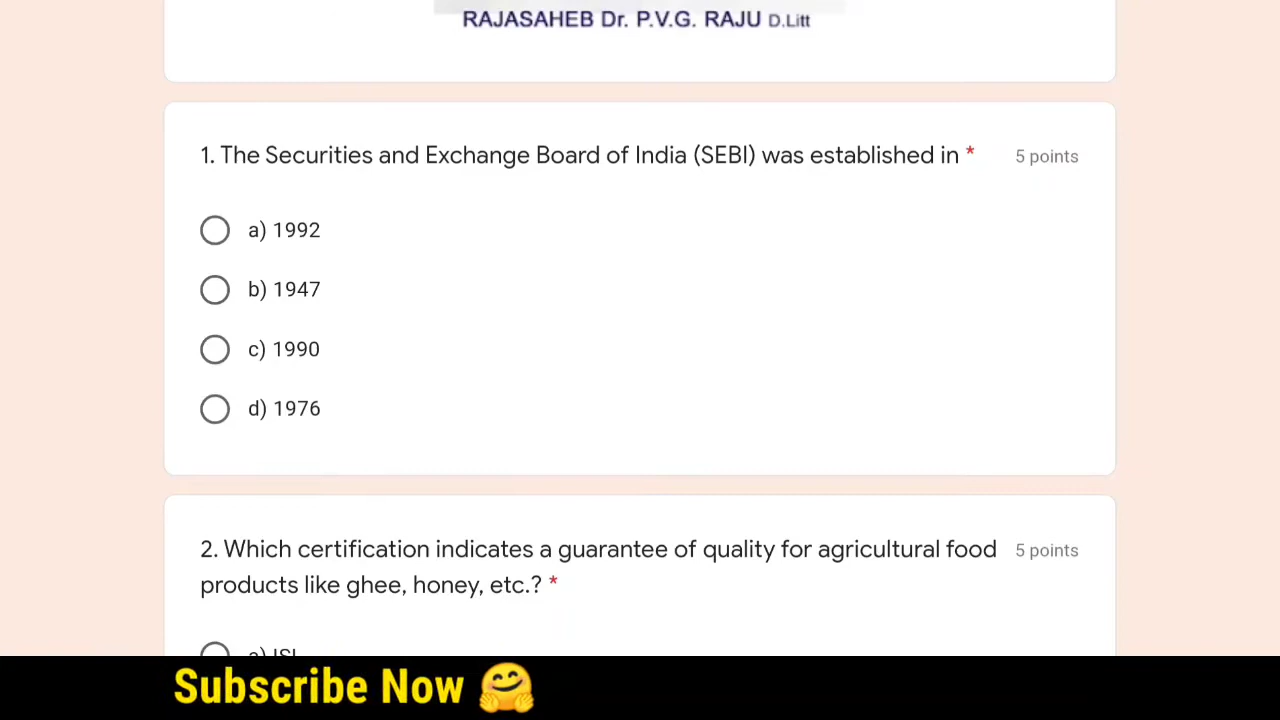 RAJASAHEB Dr. P.V.G. RAJU D.Litt
1. The Securities and Exchange Board of India (SEBI) was established in * 5 points
a) 1992
b) 1947
c) 1990
d) 1976
2. Which certification indicates a guarantee of quality for agricultural food 5 points
products like ghee, honey, etc.? *
a) ISI
Subscribe Now 🤗